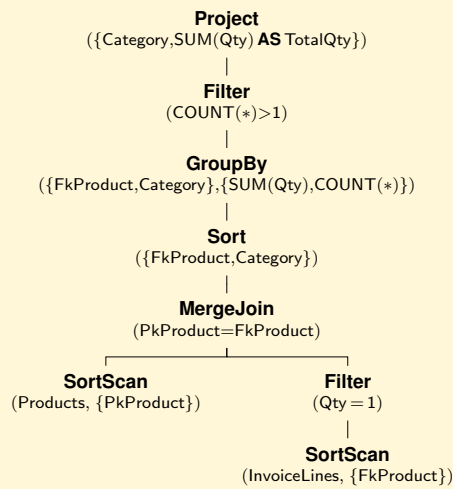 Project
({Category,SUM(Qty) AS TotalQty})
Filter
(COUNT(∗)>1)
GroupBy
({FkProduct,Category},{SUM(Qty),COUNT(∗)})
Sort
({FkProduct,Category})
MergeJoin
(PkProduct=FkProduct)
SortScan
(Products, {PkProduct})
Filter
(Qty = 1)
SortScan
(InvoiceLines, {FkProduct})